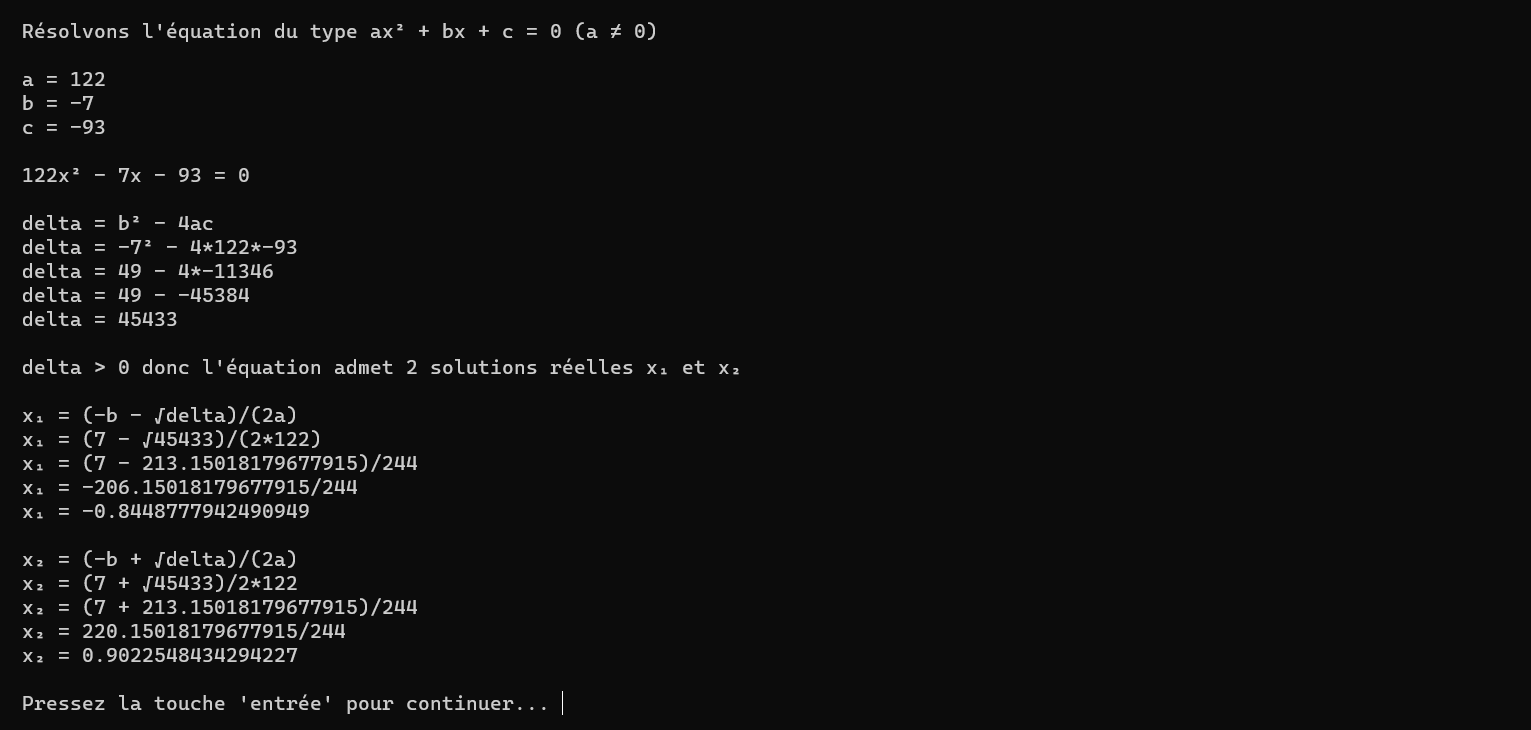 Résolvons l'équation du type ax² + bx + c = 0 (a ≠ 0)
a = 122
b = -7
c = -93
122x² - 7x - 93 = 0
delta = b² - 4ac
delta = -7² - 4*122*-93
delta = 49 - 4*-11346
delta = 49 - -45384
delta = 45433
delta > 0 donc l'équation admet 2 solutions réelles x₁ et x₂
x₁ = (-b - √delta)/(2a)
x₁ = (7 - √45433)/(2*122)
x₁ = (7 - 213.15018179677915)/244
x₁ = -206.15018179677915/244
x₁ = -0.8448777942490949
x₂ = (-b + √delta)/(2a)
x₂ = (7 + √45433)/2*122
x₂ = (7 + 213.15018179677915)/244
x₂ = 220.15018179677915/244
x₂ = 0.9022548434294227
Pressez la touche 'entrée' pour continuer...